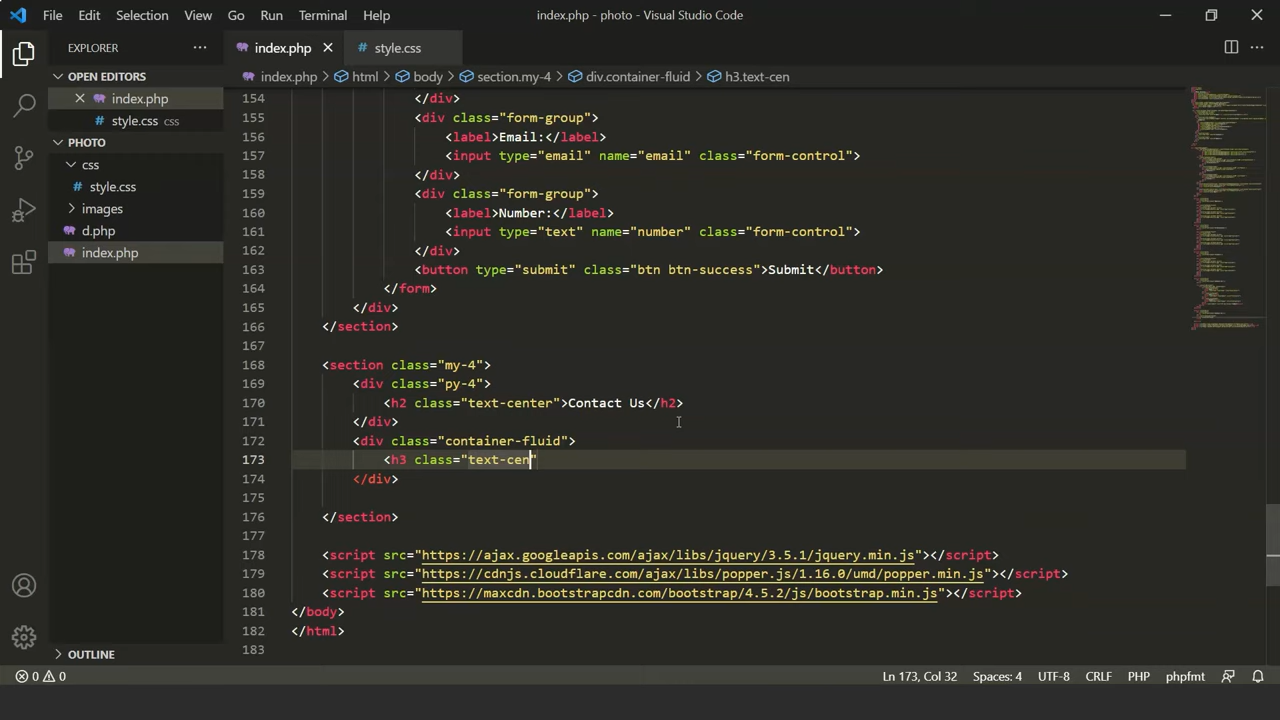 File Edit Selection View Go Run Terminal Help index.php - photo - Visual Studio Code
EXPLORER
index.php
style.css
OPEN EDITORS
index.php
style.css css
PHOTO
css
style.css
images
d.php
index.php
index.php > html > body > section.my-4 > div.container-fluid > h3.text-cen
154 </div>
155 <div class="form-group">
156 <label>Email:</label>
157 <input type="email" name="email" class="form-control">
158 </div>
159 <div class="form-group">
160 <label>Number:</label>
161 <input type="text" name="number" class="form-control">
162 </div>
163 <button type="submit" class="btn btn-success">Submit</button>
164 </form>
165 </div>
166 </section>
167
168 <section class="my-4">
169 <div class="py-4">
170 <h2 class="text-center">Contact Us</h2>
171 </div>
172 <div class="container-fluid">
173 <h3 class="text-cen"
174 </div>
175
176 </section>
177
178 <script src="https://ajax.googleapis.com/ajax/libs/jquery/3.5.1/jquery.min.js"></script>
179 <script src="https://cdnjs.cloudflare.com/ajax/libs/popper.js/1.16.0/umd/popper.min.js"></script>
180 <script src="https://maxcdn.bootstrapcdn.com/bootstrap/4.5.2/js/bootstrap.min.js"></script>
181 </body>
182 </html>
183
OUTLINE
0 0 Ln 173, Col 32 Spaces: 4 UTF-8 CRLF PHP phpfmt